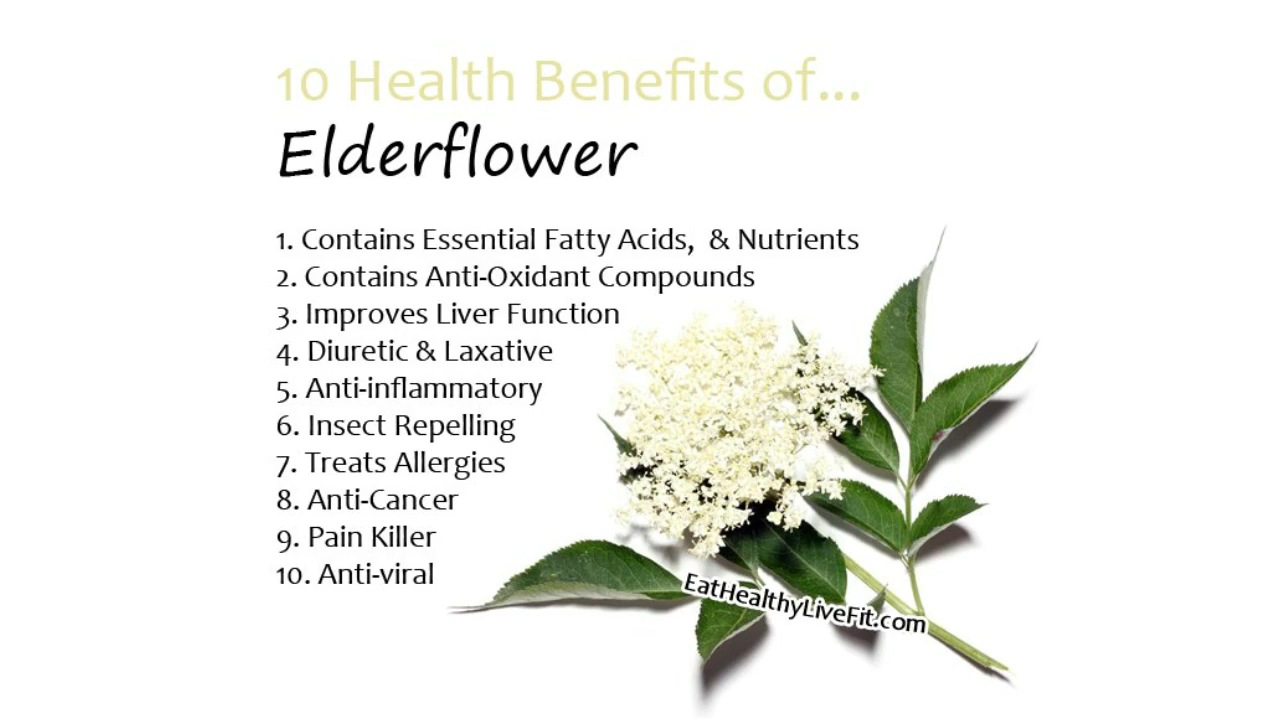 10 Health Benefits of...
Elderflower
1. Contains Essential Fatty Acids,  & Nutrients
2. Contains Anti-Oxidant Compounds
3. Improves Liver Function
4. Diuretic & Laxative
5. Anti-inflammatory
6. Insect Repelling
7. Treats Allergies
8. Anti-Cancer
9. Pain Killer
10. Anti-viral
EatHealthyLiveFit.com